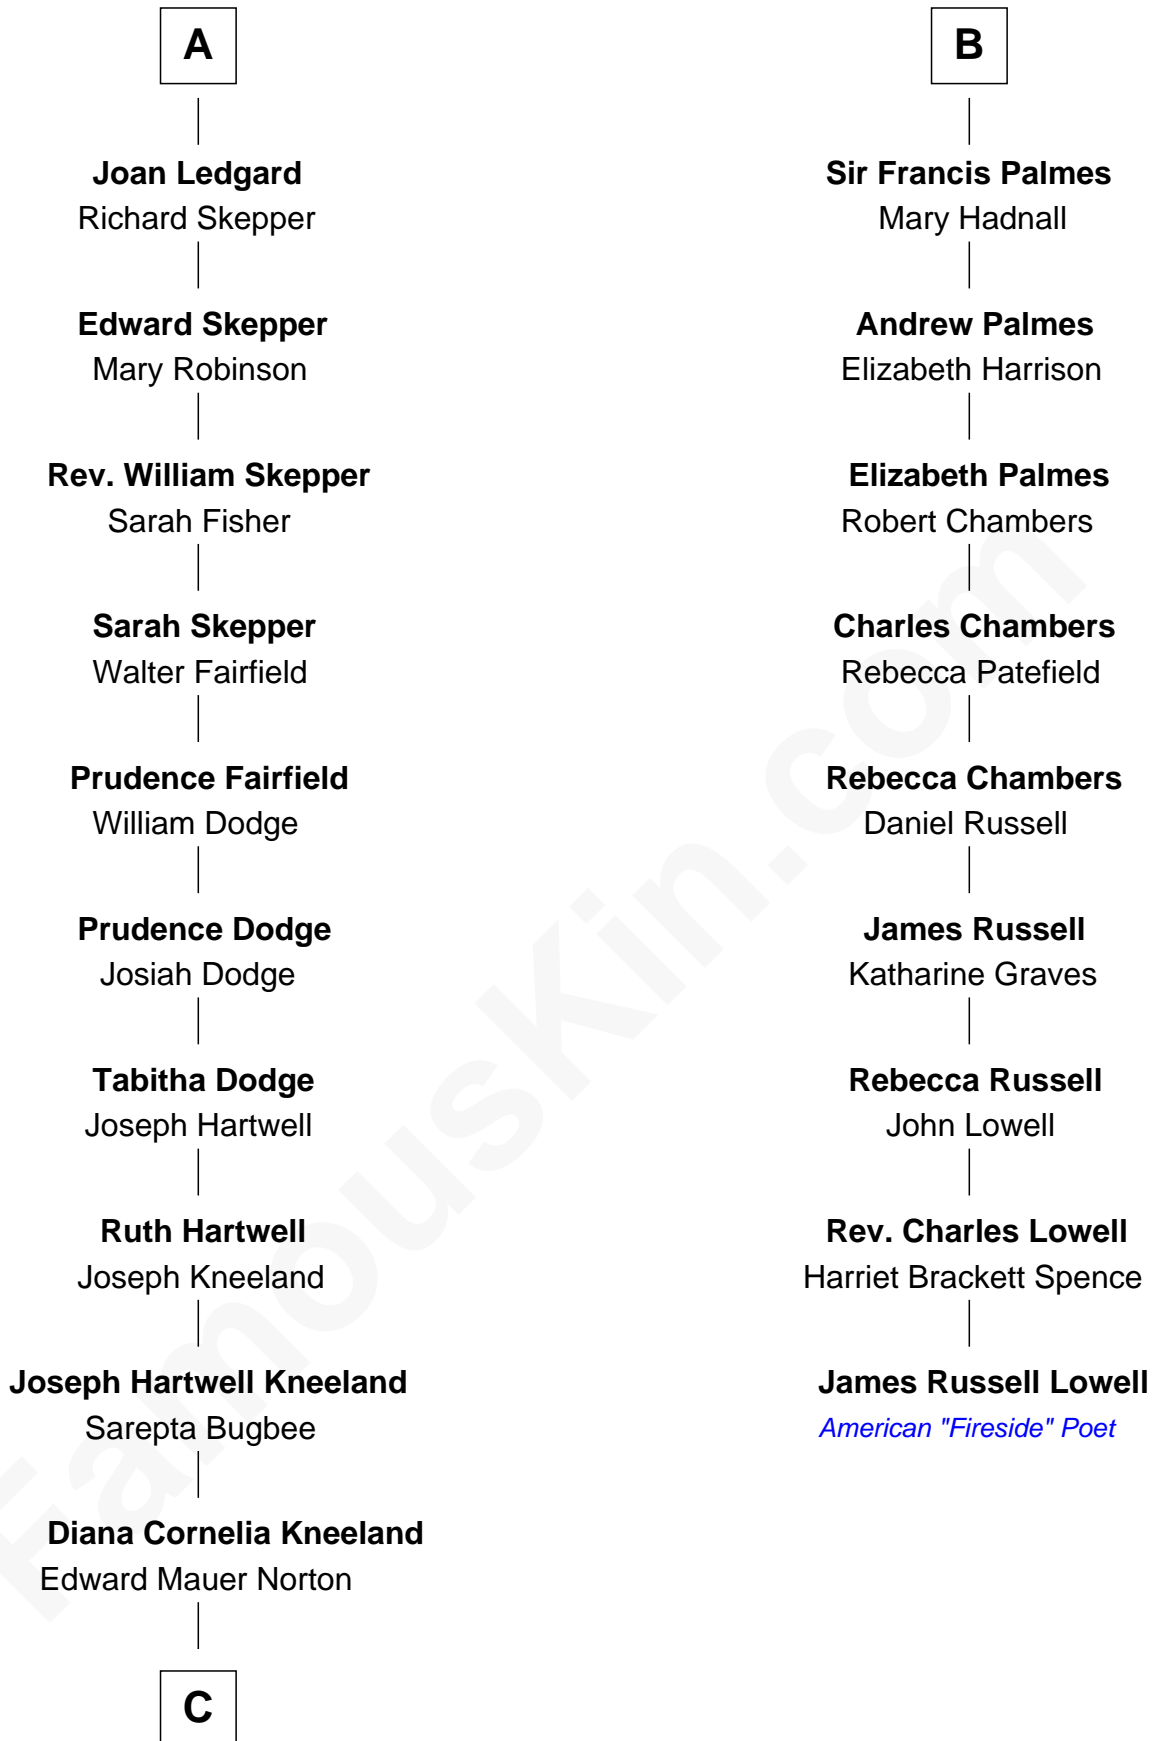 A
Joan Ledgard
Richard Skepper
Edward Skepper
Mary Robinson
Rev. William Skepper
Sarah Fisher
Sarah Skepper
Walter Fairfield
Prudence Fairfield
William Dodge
Prudence Dodge
Josiah Dodge
Tabitha Dodge
Joseph Hartwell
Ruth Hartwell
Joseph Kneeland
Joseph Hartwell Kneeland
Sarepta Bugbee
Diana Cornelia Kneeland
Edward Mauer Norton
C
B
Sir Francis Palmes
Mary Hadnall
Andrew Palmes
Elizabeth Harrison
Elizabeth Palmes
Robert Chambers
Charles Chambers
Rebecca Patefield
Rebecca Chambers
Daniel Russell
James Russell
Katharine Graves
Rebecca Russell
John Lowell
Rev. Charles Lowell
Harriet Brackett Spence
James Russell Lowell
American "Fireside" Poet
FamousKin.com